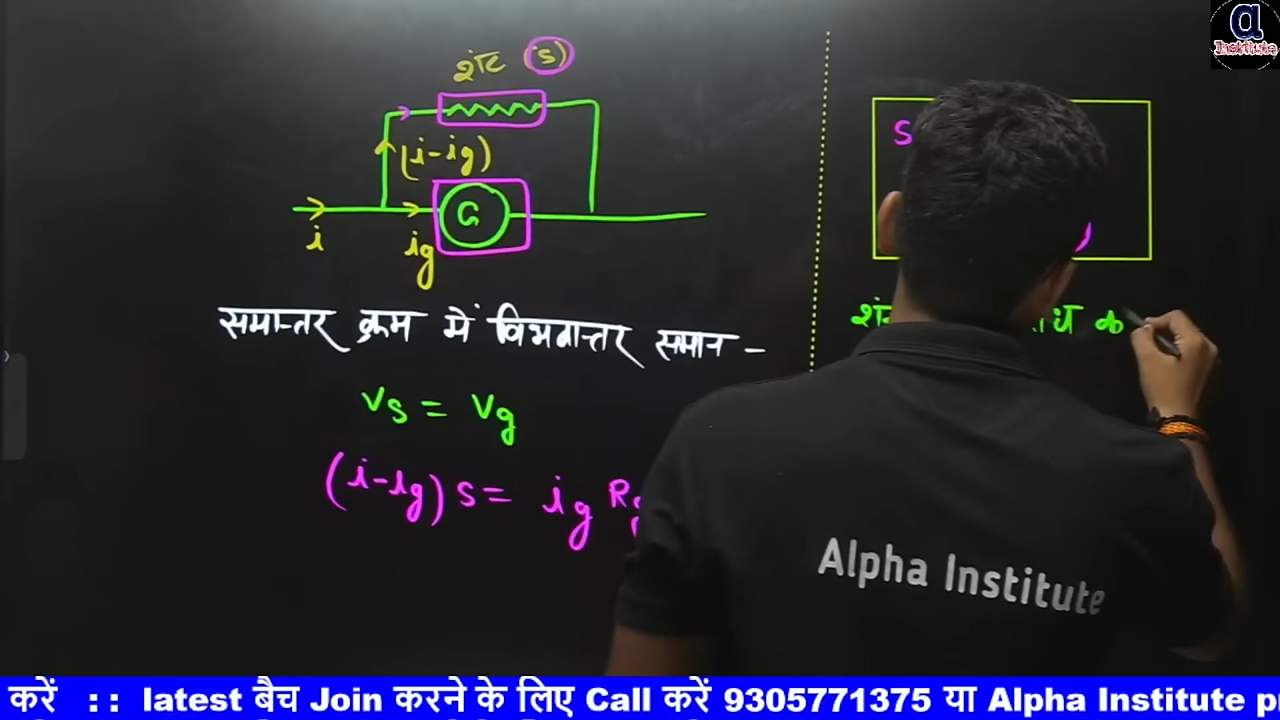 α
Institute
शंट (S)
(i-ig)
G
i
ig
समान्तर क्रम में विभवान्तर समान -
Vs = Vg
(i-ig) S = ig
S
Alpha Institute
करें : : latest बैच Join करने के लिए Call करें 9305771375 या Alpha Institute